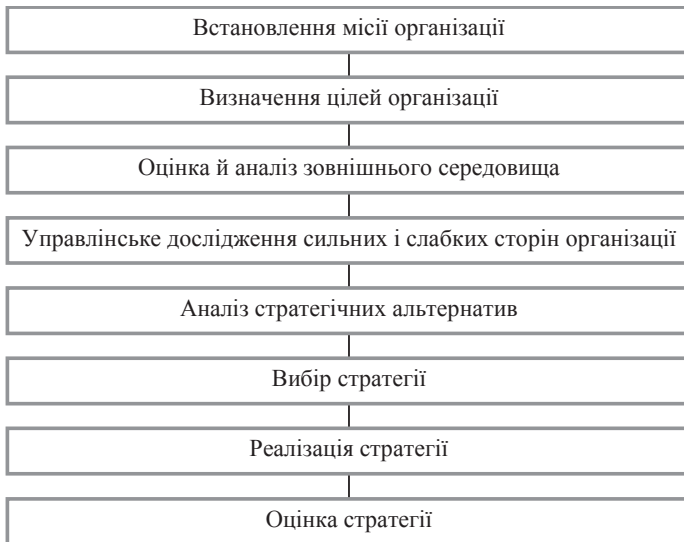 Встановлення місії організації
Визначення цілей організації
Оцінка й аналіз зовнішнього середовища
Управлінське дослідження сильних і слабких сторін організації
Аналіз стратегічних альтернатив
Вибір стратегії
Реалізація стратегії
Оцінка стратегії